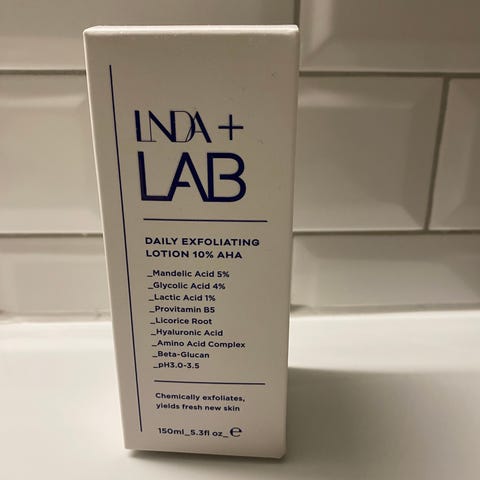 LNDA +
LAB
DAILY EXFOLIATING
LOTION 10% AHA
_Mandelic Acid 5%
_Glycolic Acid 4%
_Lactic Acid 1%
_Provitamin B5
_Licorice Root
_Hyaluronic Acid
_Amino Acid Complex
_Beta-Glucan
_pH3.0-3.5
Chemically exfoliates,
yields fresh new skin
150ml_5.3fl oz_ ℮